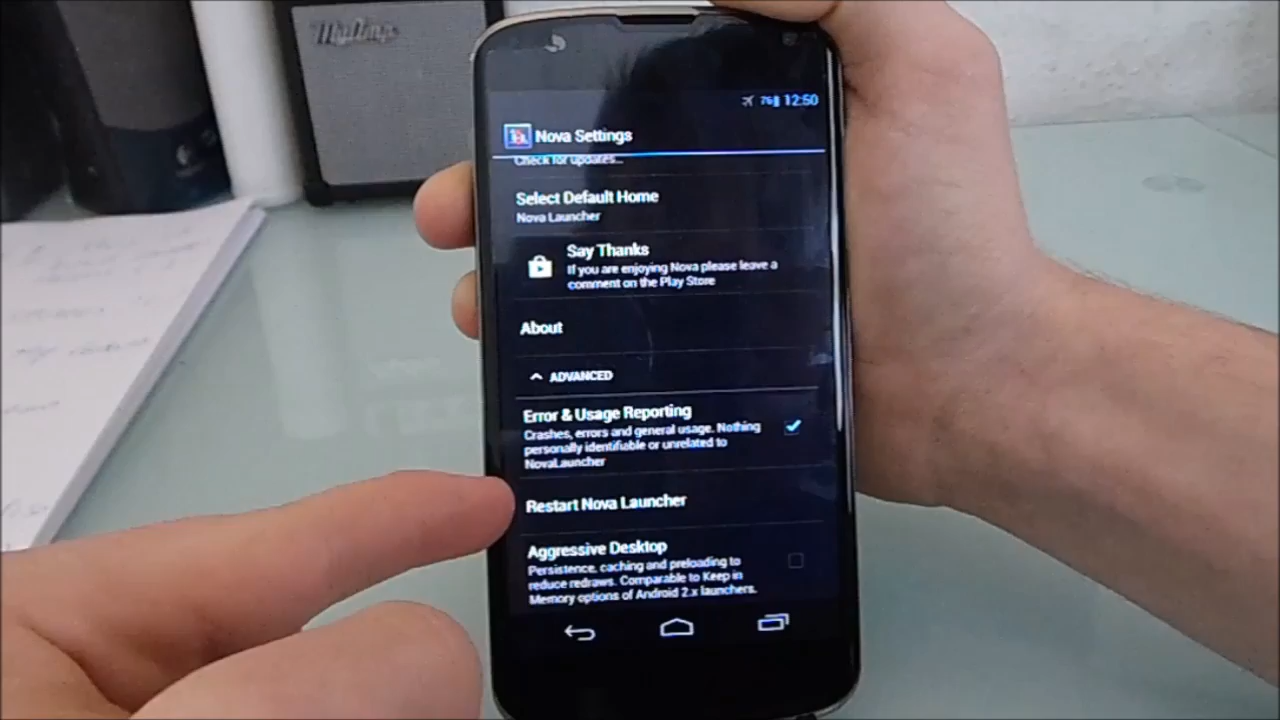 MyAmp
76 12:50
Nova Settings
Check for updates...
Select Default Home
Nova Launcher
Say Thanks
If you are enjoying Nova please leave a
comment on the Play Store
About
ADVANCED
Error & Usage Reporting
Crashes, errors and general usage. Nothing
personally identifiable or unrelated to
NovaLauncher
Restart Nova Launcher
Aggressive Desktop
Persistence, caching and preloading to
reduce redraws. Comparable to Keep in
Memory options of Android 2.x launchers.